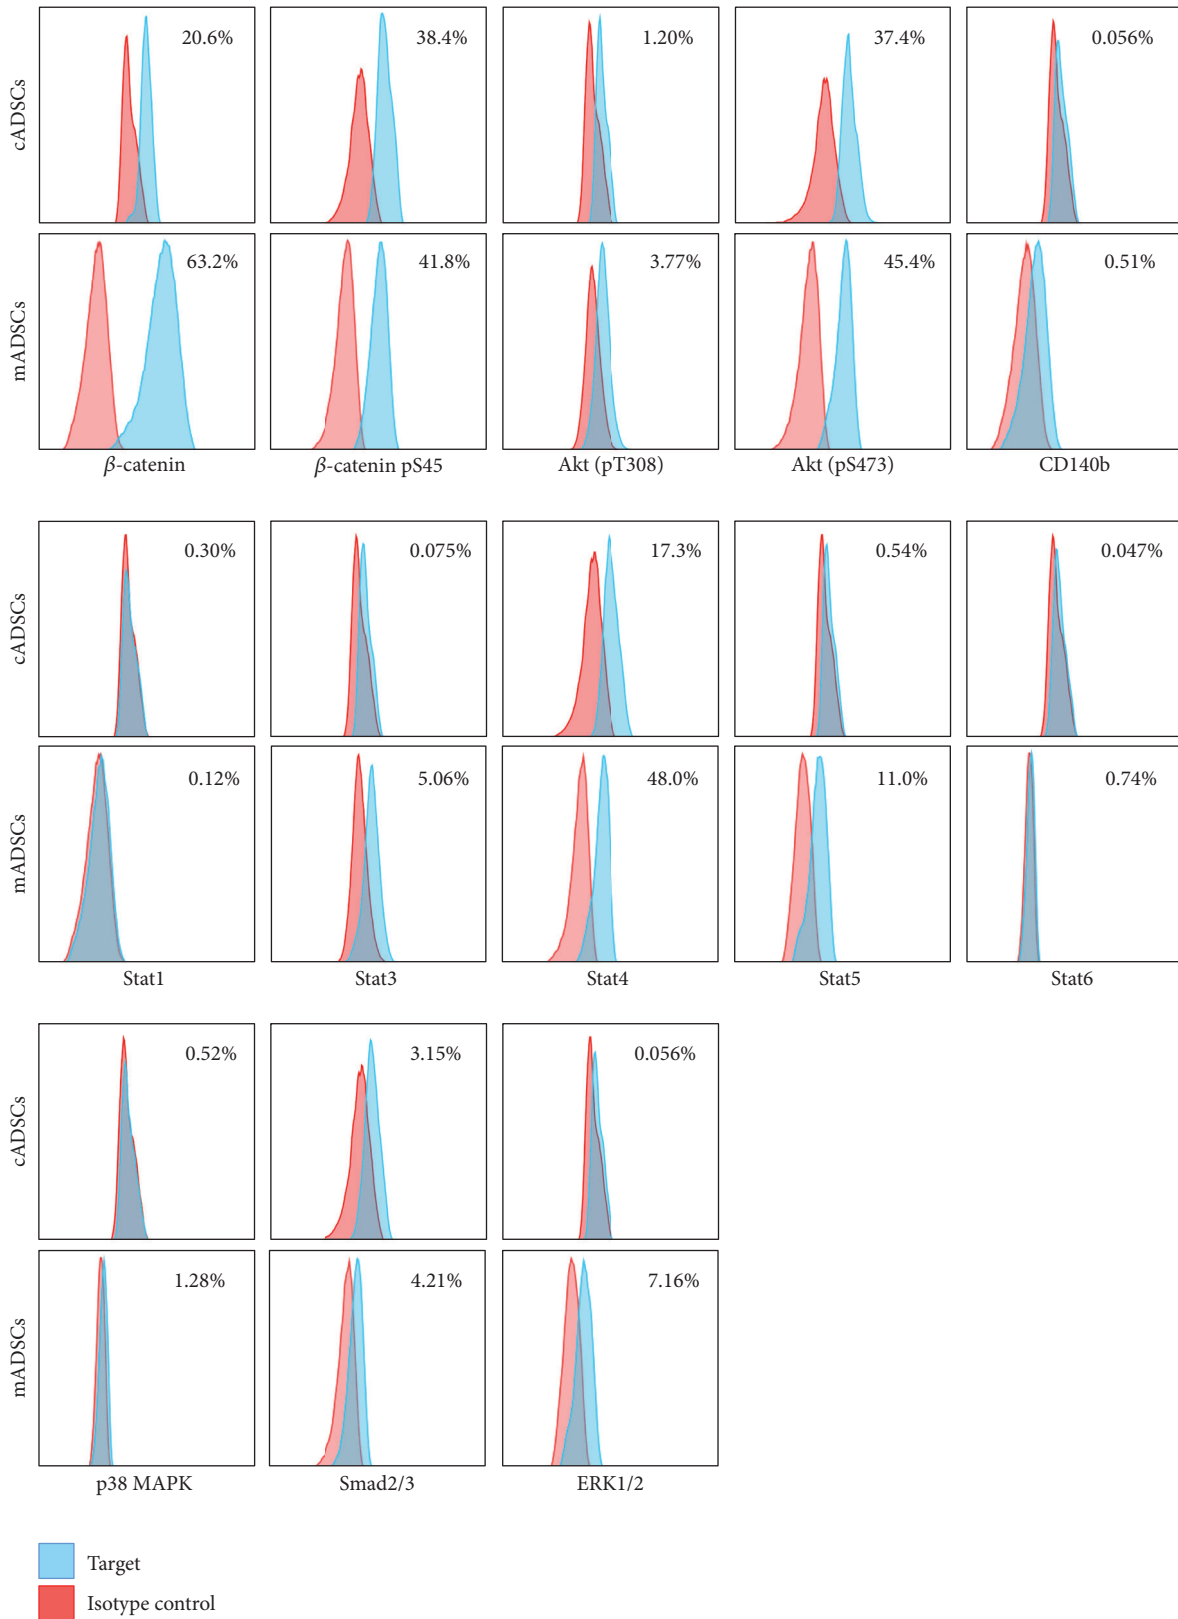 cADSCs
20.6%
38.4%
1.20%
37.4%
0.056%
mADSCs
63.2%
41.8%
3.77%
45.4%
0.51%
β-catenin
β-catenin pS45
Akt (pT308)
Akt (pS473)
CD140b
cADSCs
0.30%
0.075%
17.3%
0.54%
0.047%
mADSCs
0.12%
5.06%
48.0%
11.0%
0.74%
Stat1
Stat3
Stat4
Stat5
Stat6
cADSCs
0.52%
3.15%
0.056%
mADSCs
1.28%
4.21%
7.16%
p38 MAPK
Smad2/3
ERK1/2
Target
Isotype control